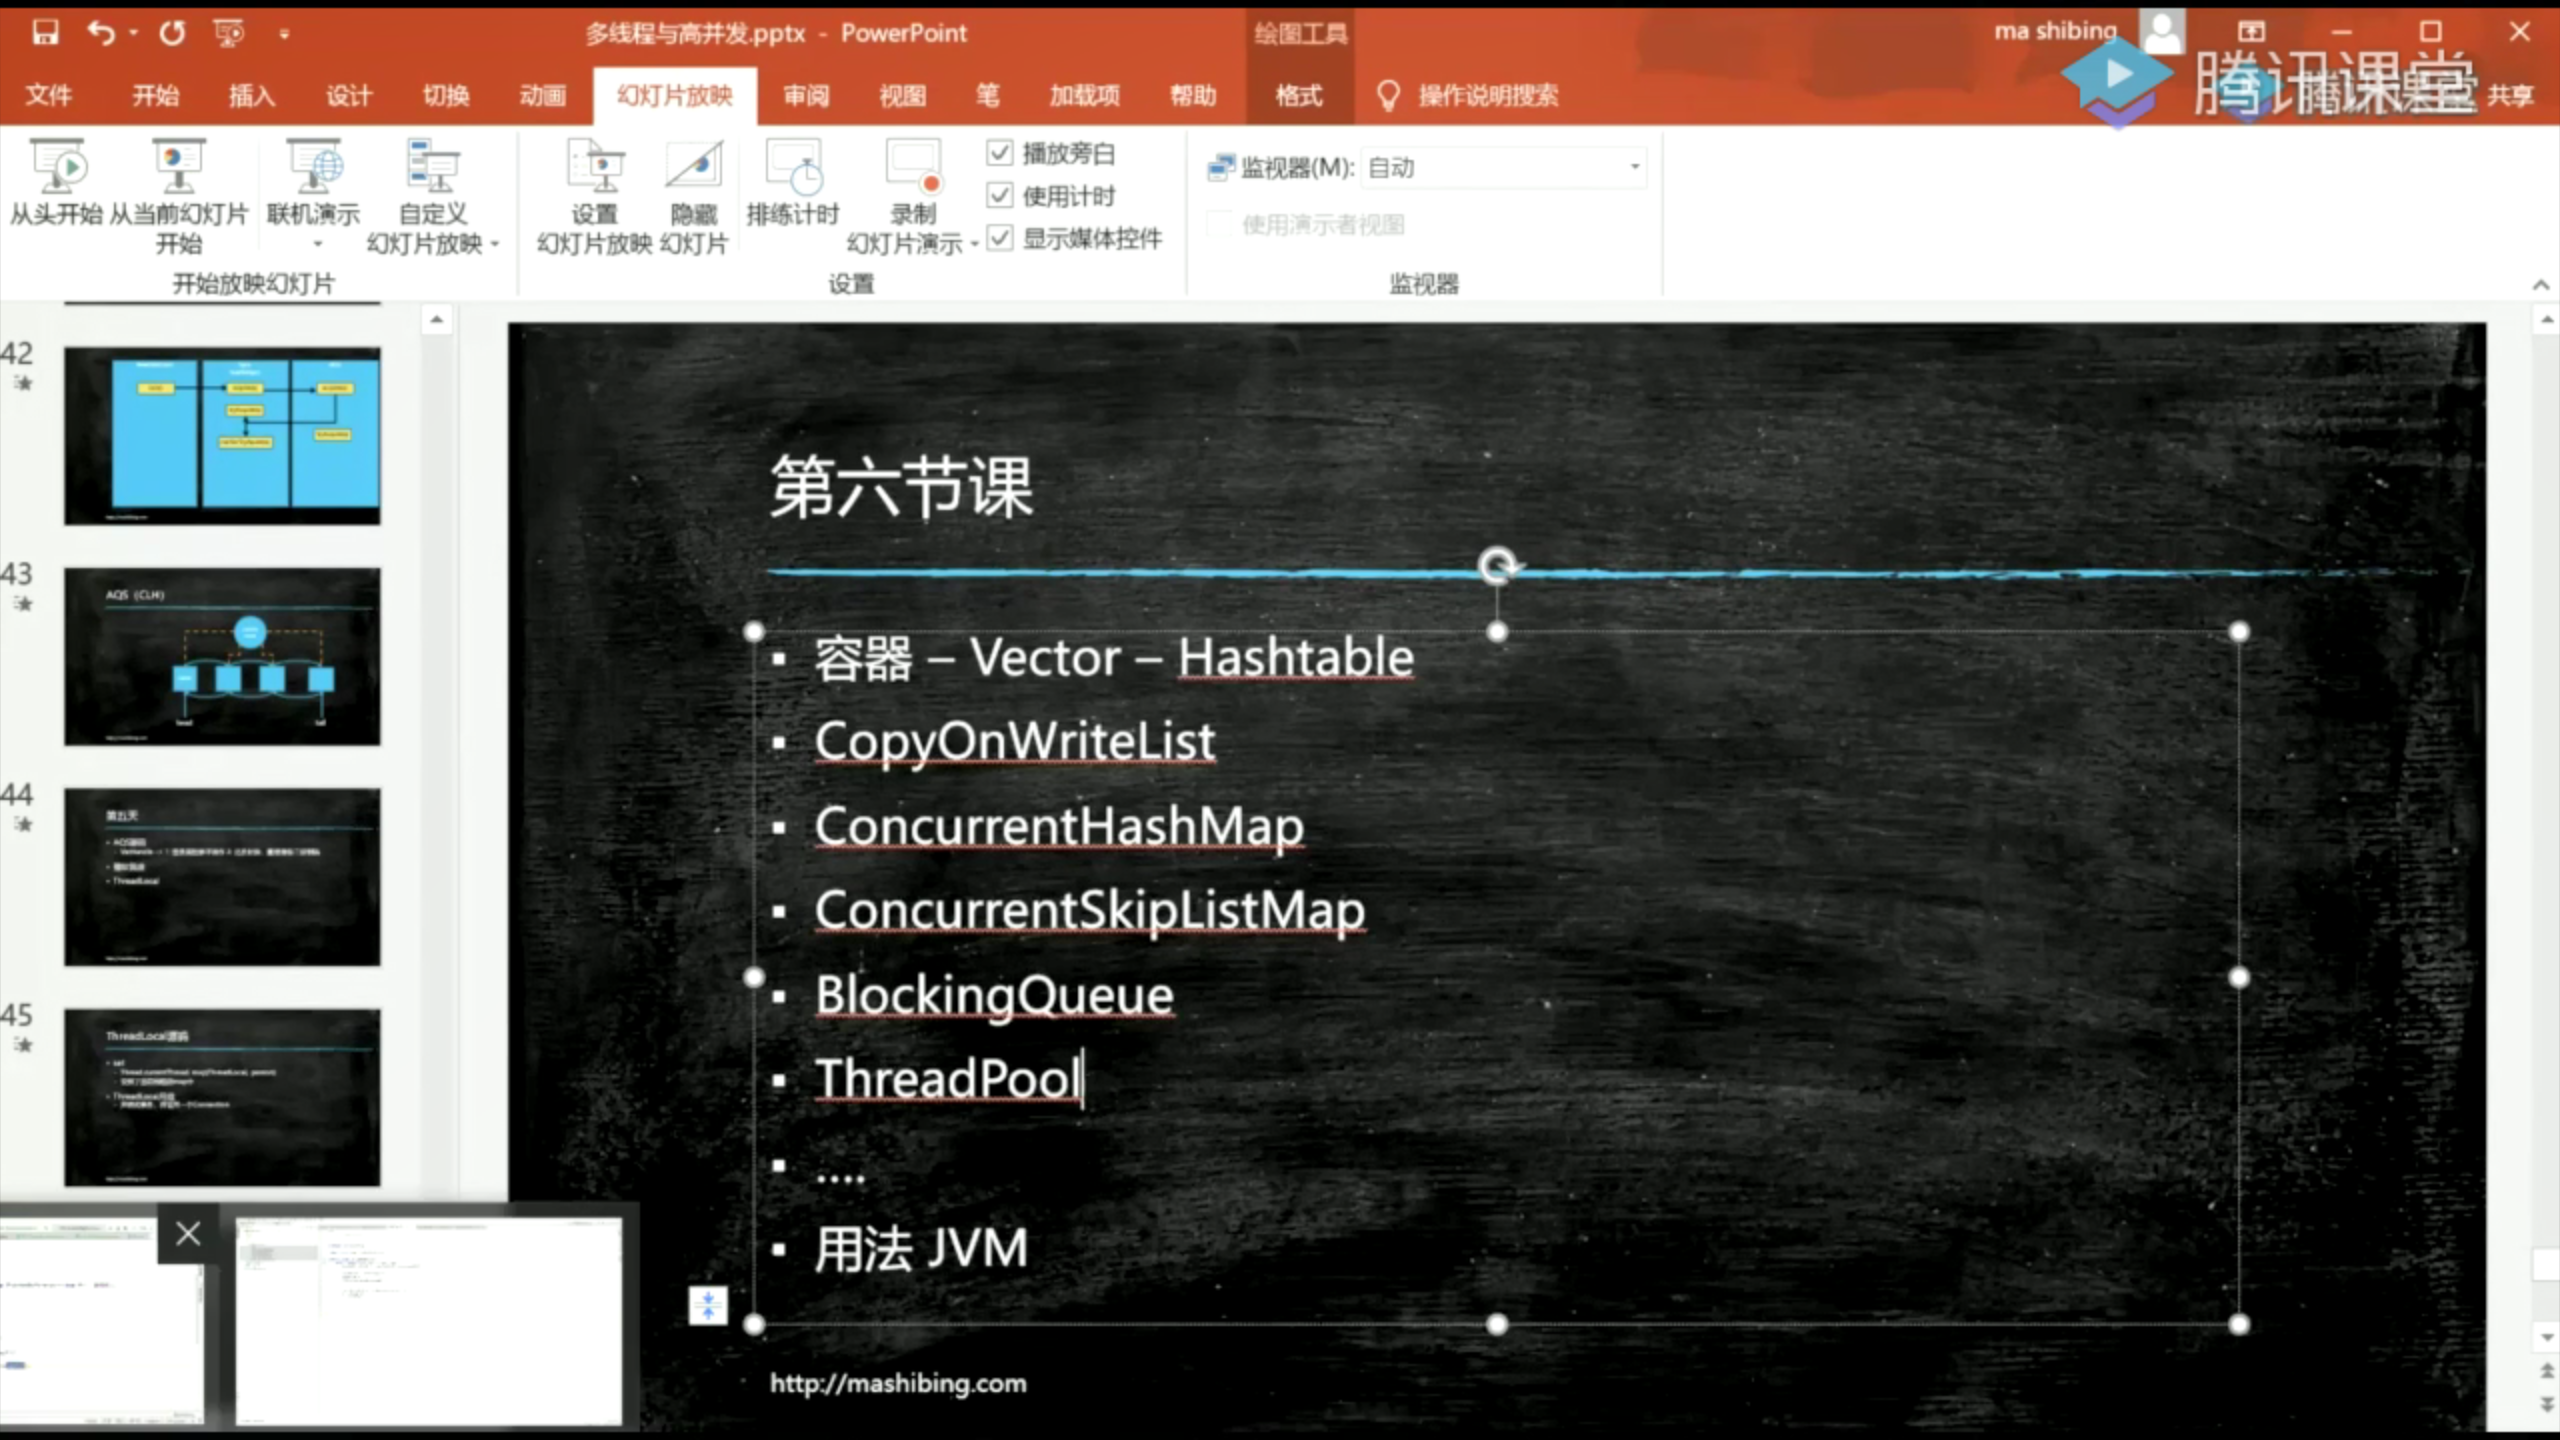 多线程与高并发.pptx - PowerPoint
绘图工具
ma shibing
腾讯课堂
文件 开始 插入 设计 切换 动画 幻灯片放映 审阅 视图 笔 加载项 帮助 格式 操作说明搜索 共享
从头开始
从当前幻灯片
开始
联机演示
自定义
幻灯片放映
设置
幻灯片放映
隐藏
幻灯片
排练计时
录制
幻灯片演示
播放旁白
使用计时
显示媒体控件
监视器(M): 自动
使用演示者视图
开始放映幻灯片
设置
监视器
42
43
AQS (CLH)
44
第五天
ThreadLocal
45
ThreadLocal源码
第六节课
▪ 容器 – Vector – Hashtable
▪ CopyOnWriteList
▪ ConcurrentHashMap
▪ ConcurrentSkipListMap
▪ BlockingQueue
▪ ThreadPool
▪ ....
▪ 用法 JVM
http://mashibing.com